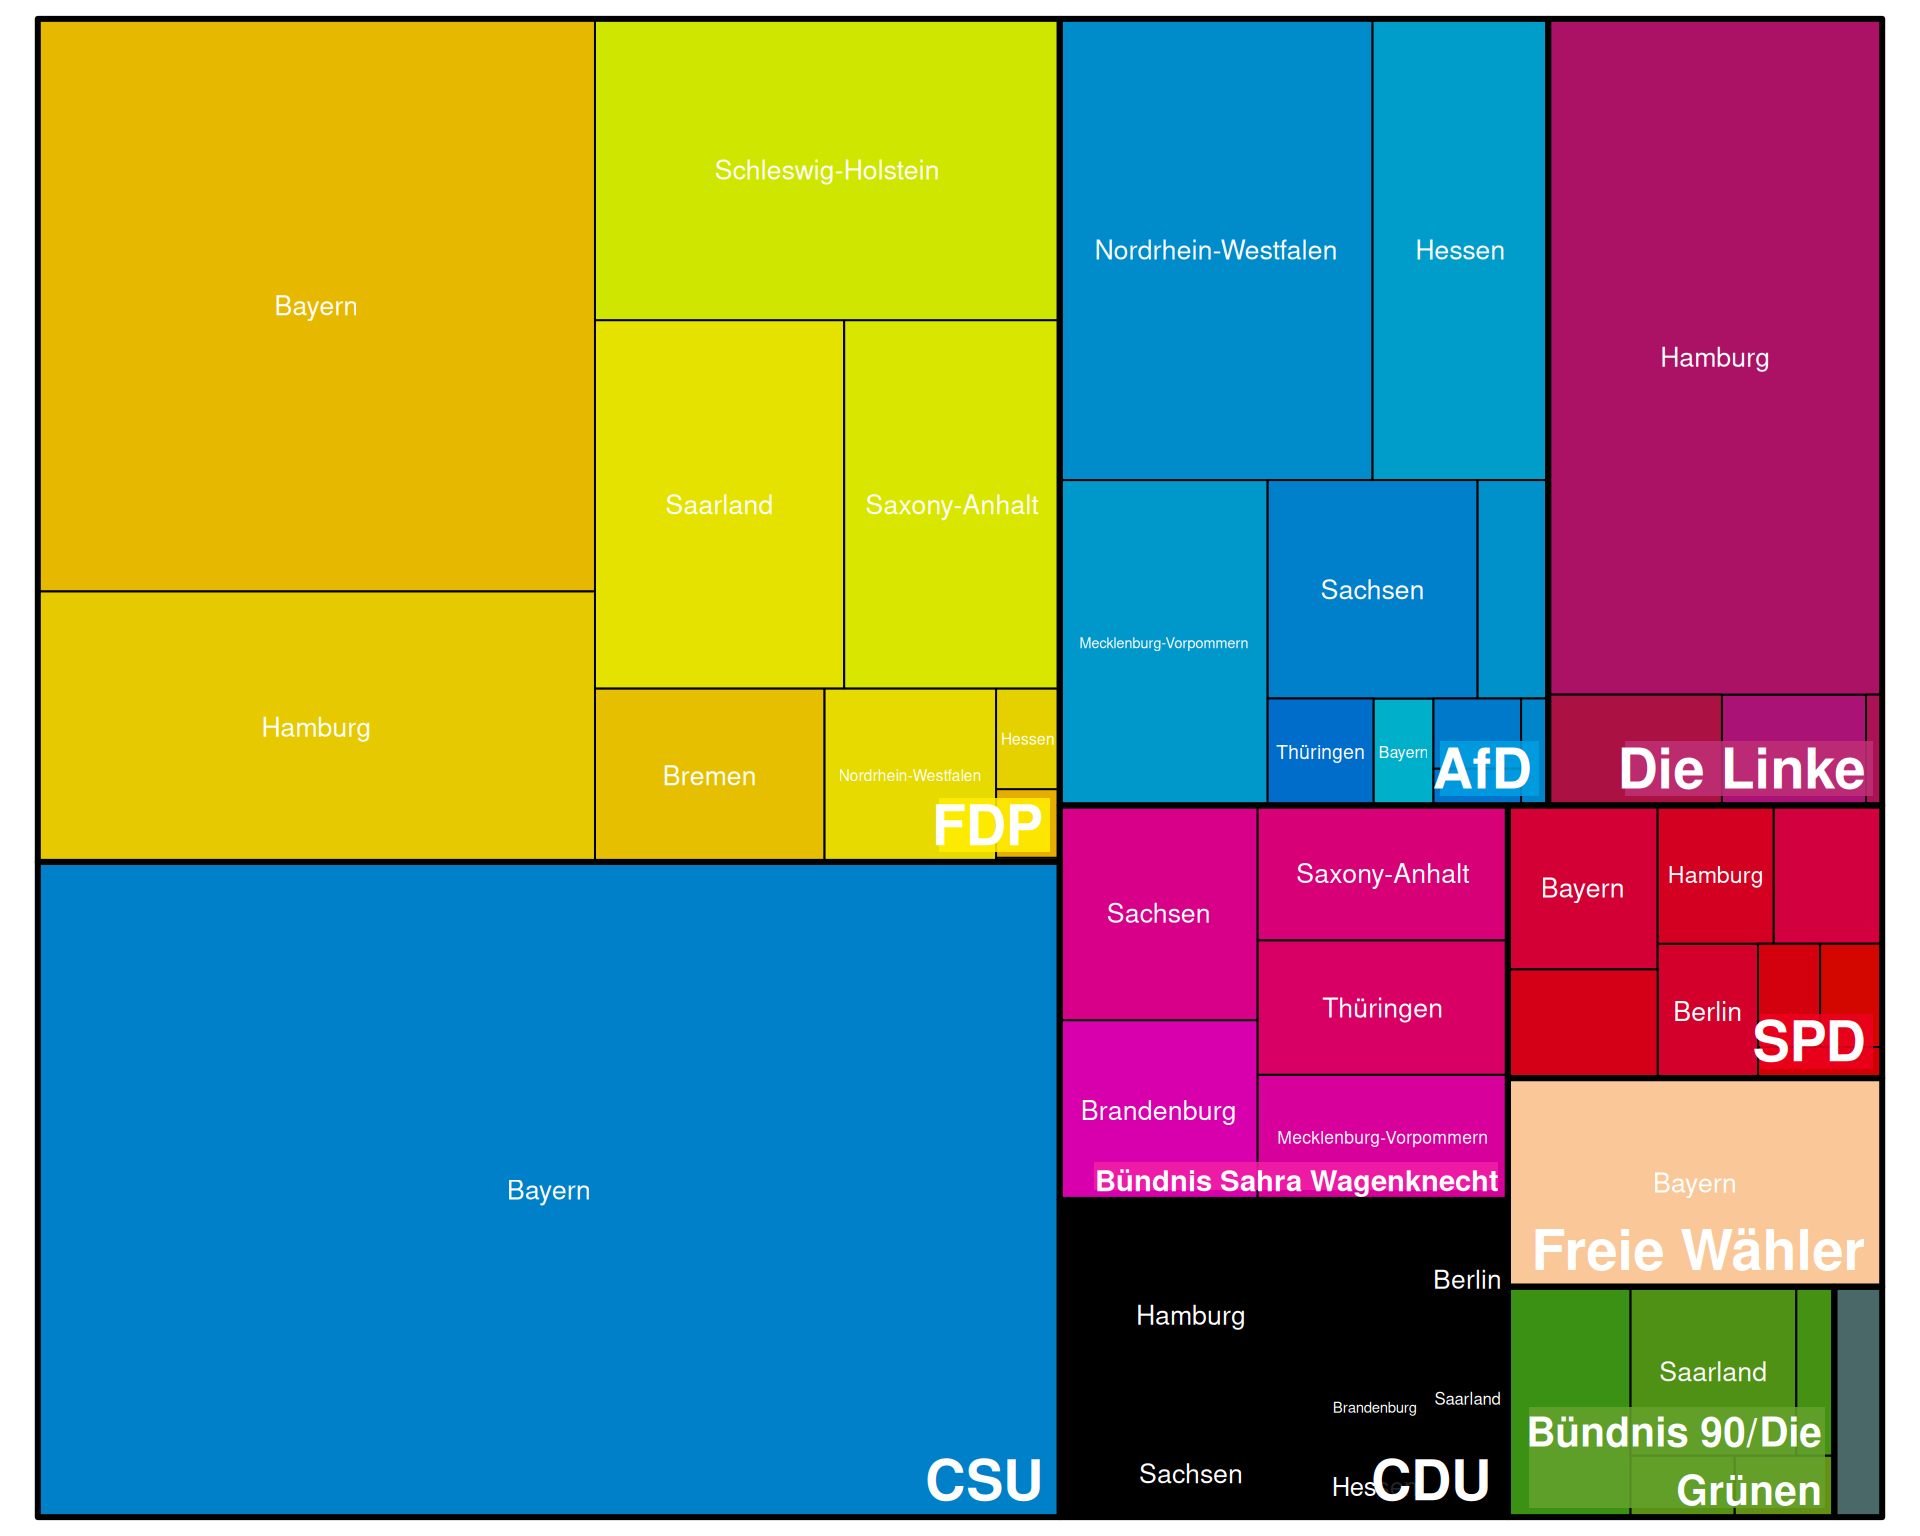 Bayern
Schleswig-Holstein
Saarland
Saxony-Anhalt
Hamburg
Bremen
Nordrhein-Westfalen
Hessen
FDP
Bayern
CSU
Nordrhein-Westfalen
Hessen
Mecklenburg-Vorpommern
Sachsen
Thüringen
Bayern
AfD
Hamburg
Die Linke
Sachsen
Saxony-Anhalt
Thüringen
Brandenburg
Mecklenburg-Vorpommern
Bündnis Sahra Wagenknecht
Bayern
Hamburg
Berlin
SPD
Bayern
Freie Wähler
Hamburg
Berlin
Brandenburg
Saarland
Sachsen
Hessen
CDU
Saarland
Bündnis 90/Die
Grünen